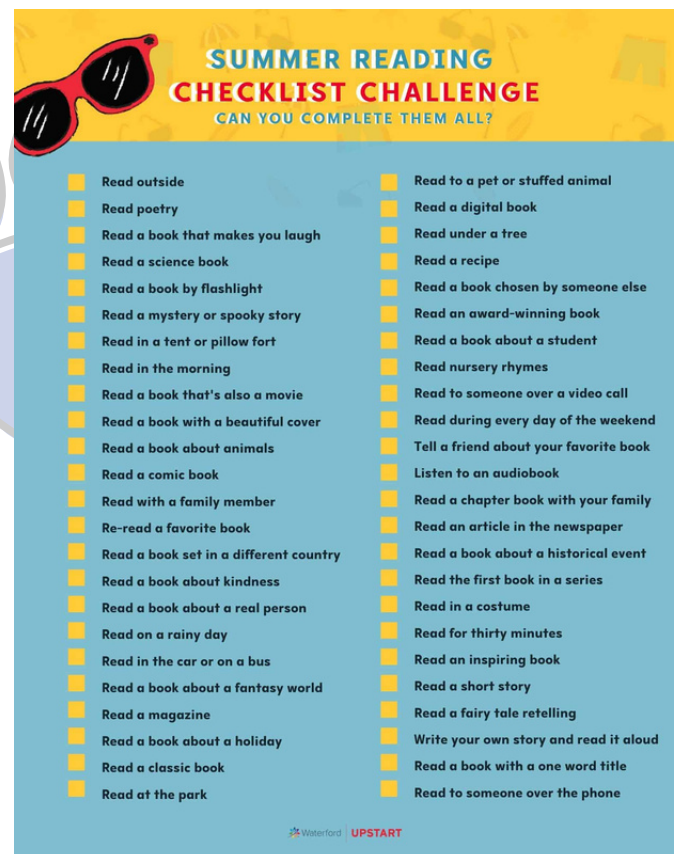 SUMMER READING
CHECKLIST CHALLENGE
CAN YOU COMPLETE THEM ALL?
Read outside
Read poetry
Read a book that makes you laugh
Read a science book
Read a book by flashlight
Read a mystery or spooky story
Read in a tent or pillow fort
Read in the morning
Read a book that's also a movie
Read a book with a beautiful cover
Read a book about animals
Read a comic book
Read with a family member
Re-read a favorite book
Read a book set in a different country
Read a book about kindness
Read a book about a real person
Read on a rainy day
Read in the car or on a bus
Read a book about a fantasy world
Read a magazine
Read a book about a holiday
Read a classic book
Read at the park
Read to a pet or stuffed animal
Read a digital book
Read under a tree
Read a recipe
Read a book chosen by someone else
Read an award-winning book
Read a book about a student
Read nursery rhymes
Read to someone over a video call
Read during every day of the weekend
Tell a friend about your favorite book
Listen to an audiobook
Read a chapter book with your family
Read an article in the newspaper
Read a book about a historical event
Read the first book in a series
Read in a costume
Read for thirty minutes
Read an inspiring book
Read a short story
Read a fairy tale retelling
Write your own story and read it aloud
Read a book with a one word title
Read to someone over the phone
Waterford UPSTART